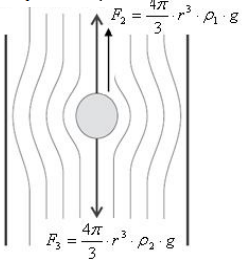 F₂ = 4π/3 · r³ · ρ₁ · g
F₃ = 4π/3 · r³ · ρ₂ · g